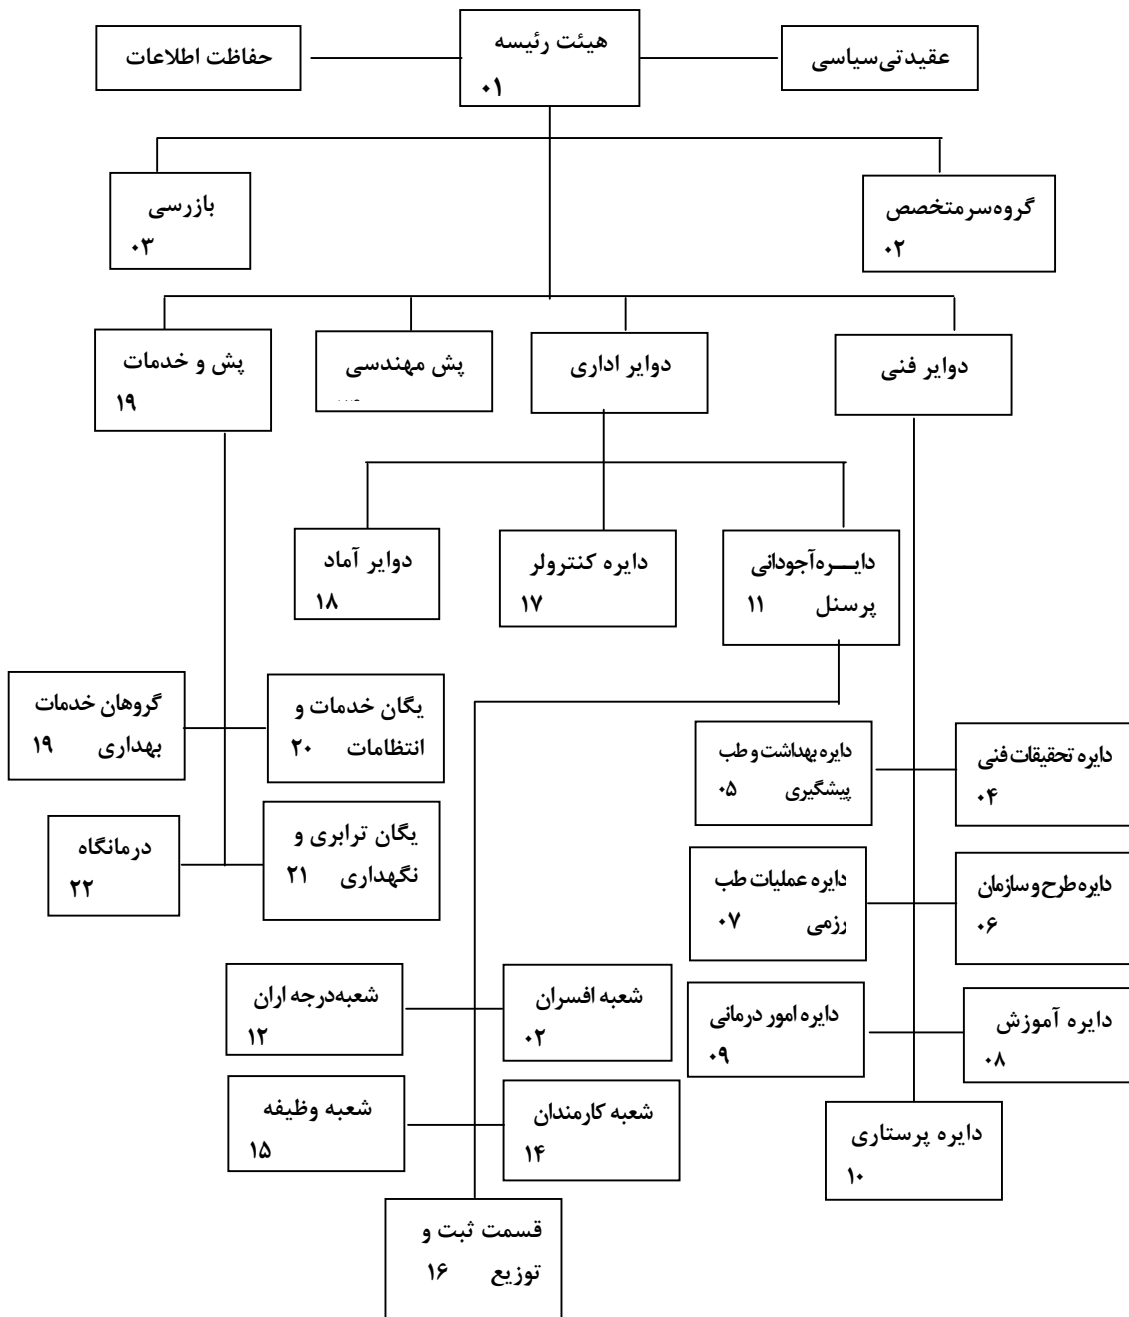 عقیدتی‌سیاسی
هیئت رئیسه
۰۱
حفاظت اطلاعات
گروه‌سرمتخصص
۰۲
بازرسی
۰۳
دوایر فنی
دوایر اداری
پش مهندسی
پش و خدمات
۱۹
دایـــره‌آجودانی
پرسنل ۱۱
دایره کنترولر
۱۷
دوایر آماد
۱۸
یگان خدمات و
انتظامات ۲۰
گروهان خدمات
بهداری ۱۹
یگان ترابری و
نگهداری ۲۱
درمانگاه
۲۲
دایره تحقیقات فنی
۰۴
دایره بهداشت و طب
پیشگیری ۰۵
دایره طرح و سازمان
۰۶
دایره عملیات طب
رزمی ۰۷
دایره آموزش
۰۸
دایره امور درمانی
۰۹
دایره پرستاری
۱۰
شعبه افسران
۰۲
شعبه‌درجه اران
۱۲
شعبه کارمندان
۱۴
شعبه وظیفه
۱۵
قسمت ثبت و
توزیع ۱۶